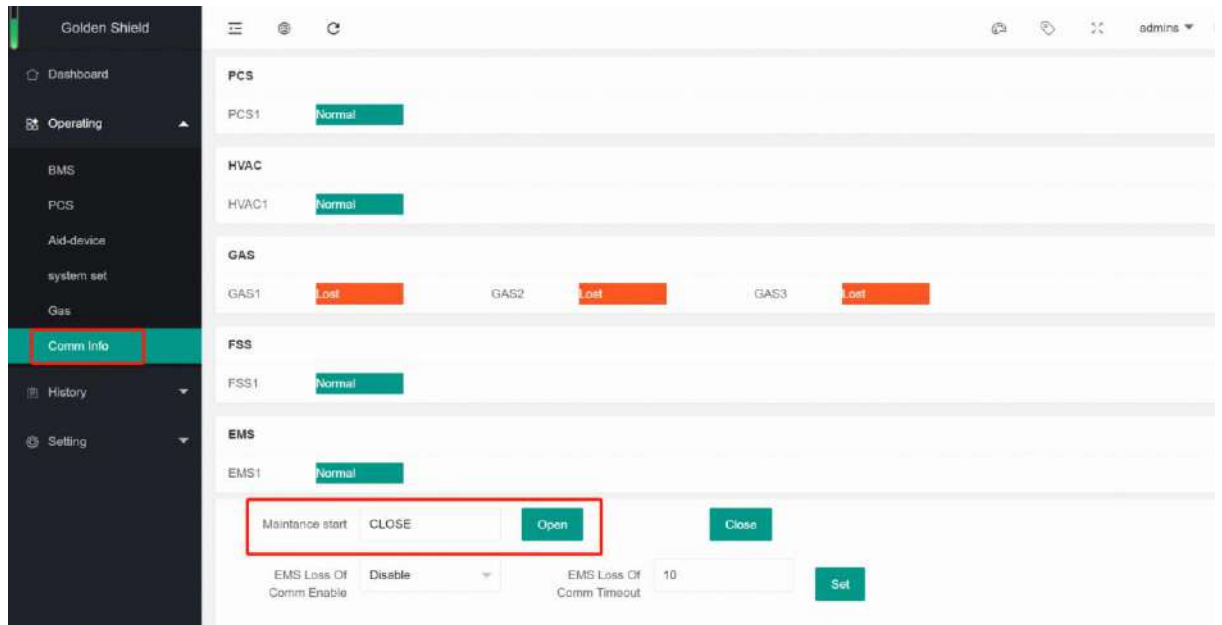 Golden Shield
admins
Dashboard
Operating
BMS
PCS
Aid-device
system set
Gas
Comm Info
History
Setting
PCS
PCS1 Normal
HVAC
HVAC1 Normal
GAS
GAS1 Lost GAS2 Lost GAS3 Lost
FSS
FSS1 Normal
EMS
EMS1 Normal
Maintance start CLOSE Open Close
EMS Loss Of Comm Enable Disable EMS Loss Of Comm Timeout 10 Set